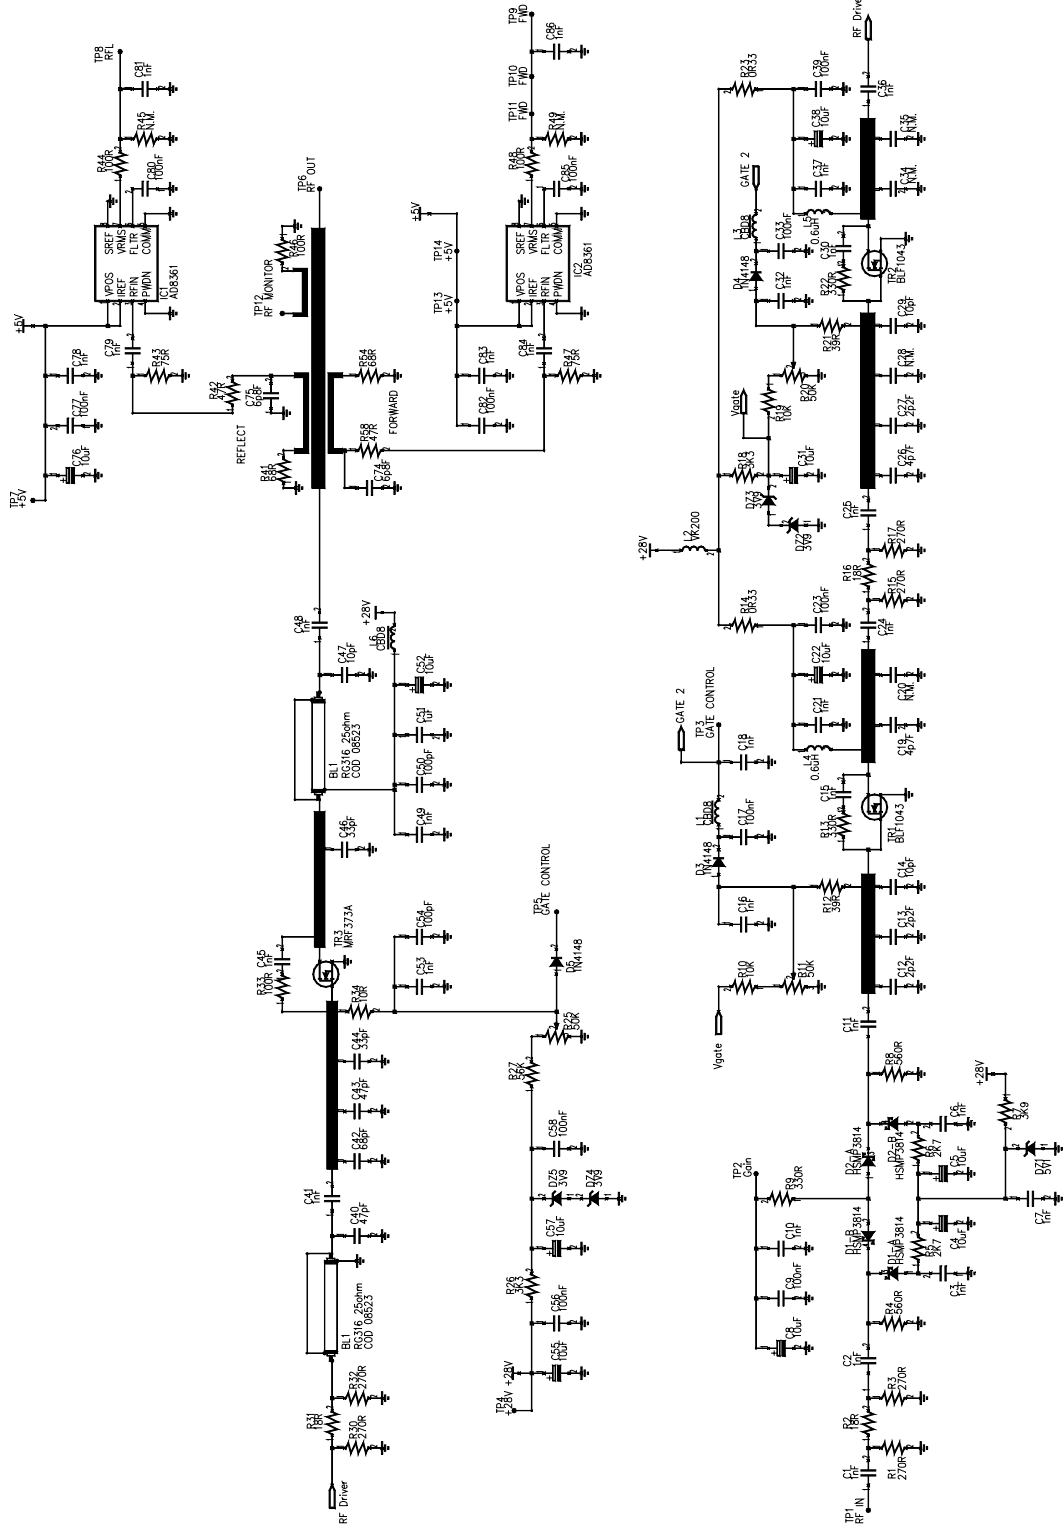 TP8
RFL
C81
1nF
R45
N.M.
R44
100R
C80
100nF
SREF
VRMS
FLTR
COMM
VPOS
IREF
RFIN
PWDN
IC1
AD8361
+5V
C79
1nF
R43
75R
C78
1nF
C77
100nF
C76
10uF
TP7
+5V
TP9
FWD
C86
1nF
TP10
FWD
TP11
FWD
R49
N.M.
R48
100R
C85
100nF
SREF
VRMS
FLTR
COMM
VPOS
IREF
RFIN
PWDN
IC2
AD8361
+5V
TP14
+5V
TP13
+5V
C84
1nF
R47
75R
C83
1nF
C82
100nF
TP6
RF OUT
R46
100R
TP12
RF MONITOR
R42
47R
C75
6p8F
REFLECT
R41
68R
R54
68R
FORWARD
R58
47R
C74
6p8F
C48
1nF
+28V
L6
CBD8
C47
10pF
C52
10uF
C51
1uF
C50
100pF
C49
1nF
BL1
RG316 25ohm
COD 08523
C46
33pF
TR3
MRF373A
C45
1nF
R33
100R
R34
10R
C54
100pF
C53
1nF
TP5
GATE CONTROL
D5
1N4148
R25
50K
R27
56K
C44
33pF
C43
47pF
C42
68pF
C41
1nF
C40
47pF
C58
100nF
DZ5
3V9
DZ4
3V9
C57
10uF
R26
3K3
C56
100nF
C55
10uF
+28V
TP4
+28V
BL1
RG316 25ohm
COD 08523
R32
270R
R31
18R
R30
270R
RF Driver
RF Driver
C36
1nF
R23
0R33
C39
100nF
C38
10uF
C37
1nF
C35
N.M.
C34
N.M.
L5
0.6uH
GATE 2
L3
CBD8
C33
100nF
D4
1N4148
C32
1nF
C30
1nF
R22
330R
TR2
BLF1043
R21
39R
C29
10pF
C28
N.M.
C27
2p2F
C26
4p7F
R20
50K
R19
10K
Vgate
R18
3K3
C31
10uF
DZ3
3V9
DZ2
3V9
C25
1nF
R17
270R
R16
18R
R15
270R
C24
1nF
+28V
L2
VK200
R14
0R33
C23
100nF
C22
10uF
C21
1nF
C20
N.M.
C19
4p7F
L4
0.6uH
GATE 2
TP3
GATE CONTROL
C18
1nF
L1
CBD8
C17
100nF
D3
1N4148
C16
1nF
C15
1nF
R13
330R
TR1
BLF1043
R12
39R
C14
10pF
C13
2p2F
C12
2p2F
R10
10K
R11
50K
Vgate
C11
1nF
R8
560R
+28V
R7
3K9
D2-A
HSMP3814
D2-B
HSMP3814
R6
2K7
C6
1nF
C5
10uF
DZ1
5V1
C7
1nF
TP2
Gain
R9
330R
C10
1nF
C9
100nF
C8
10uF
D1-B
HSMP3814
D1-A
HSMP3814
R5
2K7
C4
10uF
C3
1nF
R4
560R
C2
1nF
R3
270R
R2
18R
R1
270R
C1
1nF
TP1
RF IN